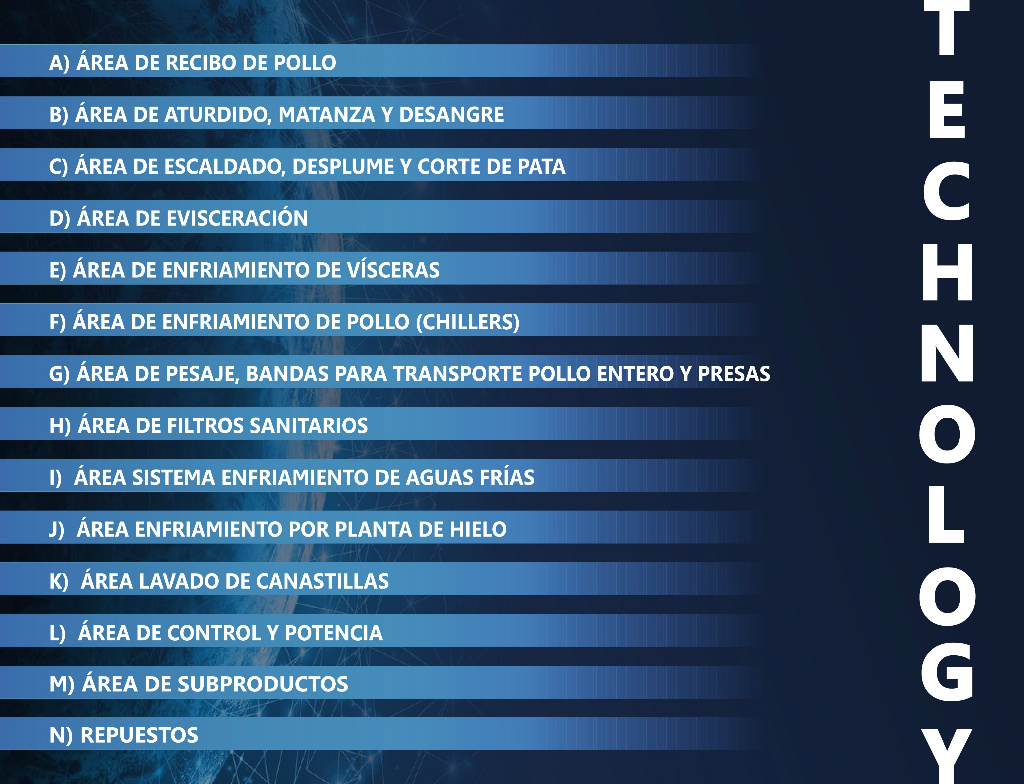 A) ÁREA DE RECIBO DE POLLO
B) ÁREA DE ATURDIDO, MATANZA Y DESANGRE
C) ÁREA DE ESCALDADO, DESPLUME Y CORTE DE PATA
D) ÁREA DE EVISCERACIÓN
E) ÁREA DE ENFRIAMIENTO DE VÍSCERAS
F) ÁREA DE ENFRIAMIENTO DE POLLO (CHILLERS)
G) ÁREA DE PESAJE, BANDAS PARA TRANSPORTE POLLO ENTERO Y PRESAS
H) ÁREA DE FILTROS SANITARIOS
I) ÁREA SISTEMA ENFRIAMIENTO DE AGUAS FRÍAS
J) ÁREA ENFRIAMIENTO POR PLANTA DE HIELO
K) ÁREA LAVADO DE CANASTILLAS
L) ÁREA DE CONTROL Y POTENCIA
M) ÁREA DE SUBPRODUCTOS
N) REPUESTOS
TECHNOLOGY